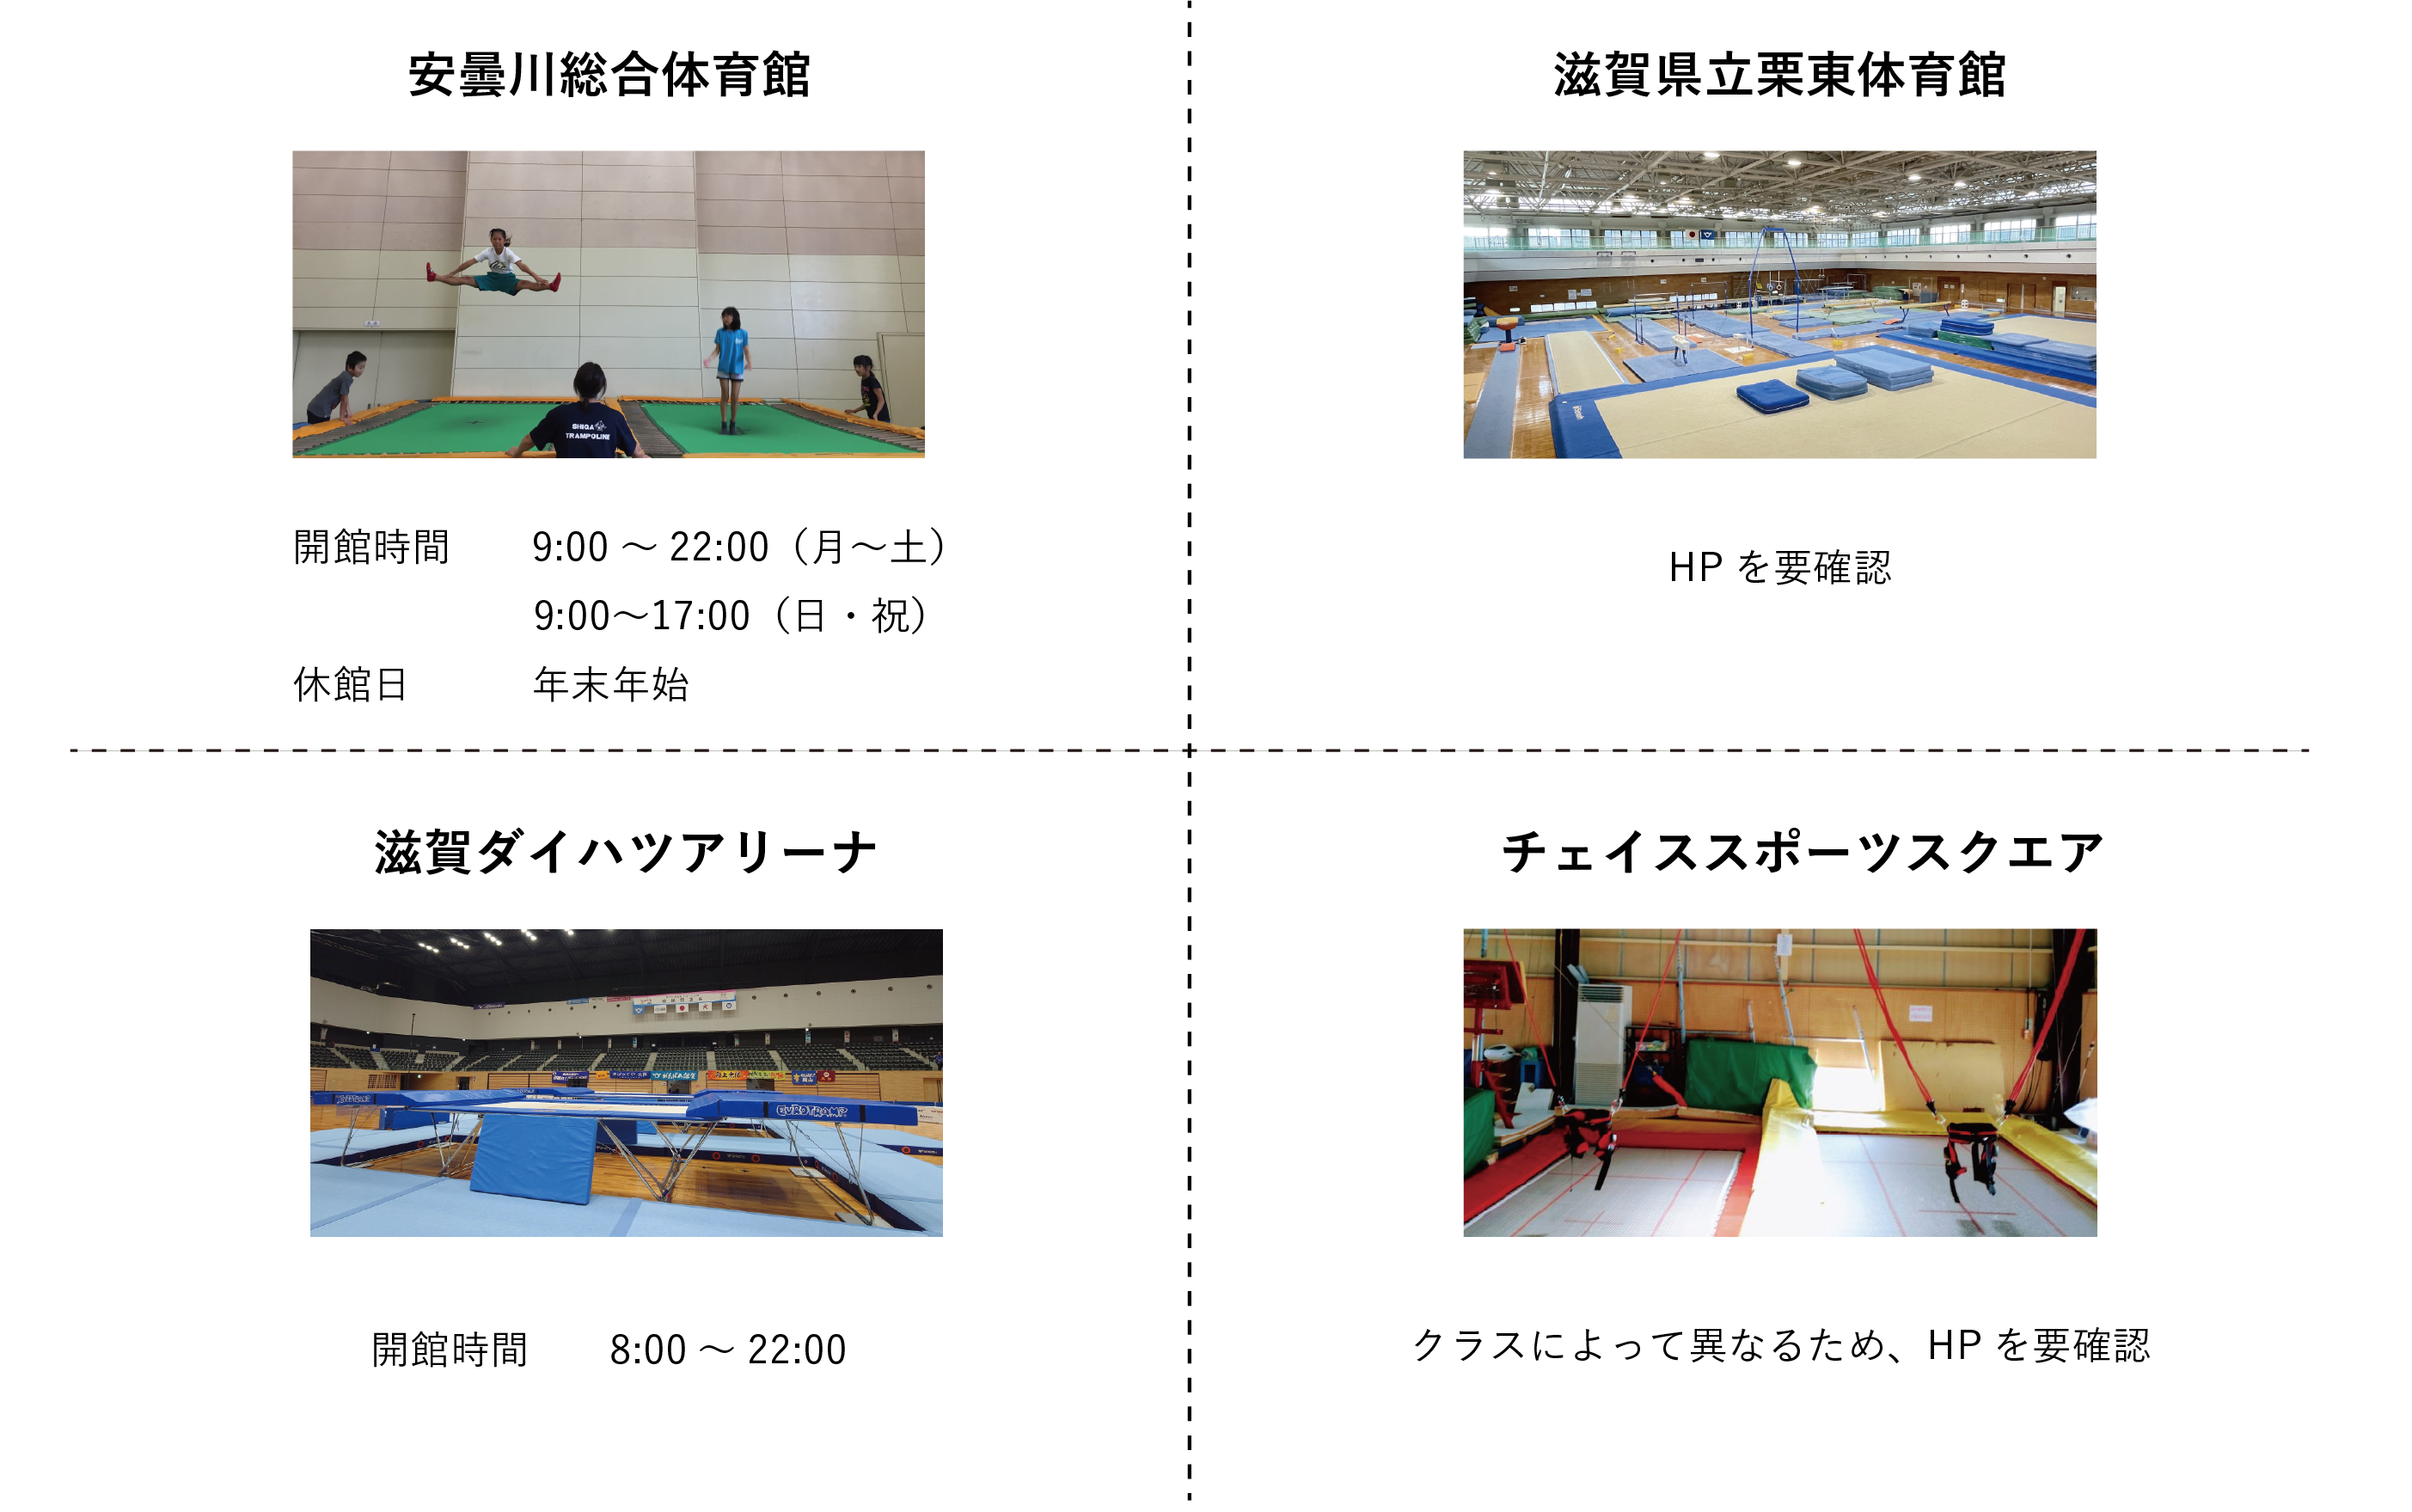 安曇川総合体育館
SHIGA
TRAMPOLINE
開館時間 9:00 〜 22:00（月〜土）
9:00〜17:00（日・祝）
休館日 年末年始
滋賀県立栗東体育館
HP を要確認
滋賀ダイハツアリーナ
EUROTRAMP
開館時間 8:00 〜 22:00
チェイススポーツスクエア
クラスによって異なるため、HP を要確認